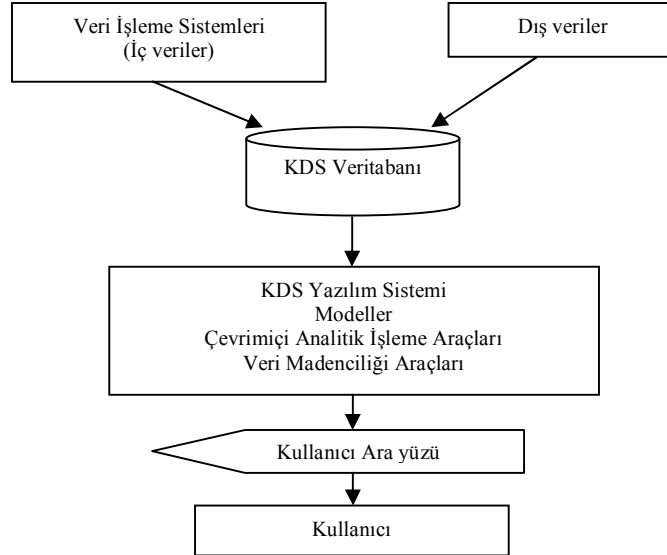 Veri İşleme Sistemleri
(İç veriler)
Dış veriler
KDS Veritabanı
KDS Yazılım Sistemi
Modeller
Çevrimiçi Analitik İşleme Araçları
Veri Madenciliği Araçları
Kullanıcı Ara yüzü
Kullanıcı